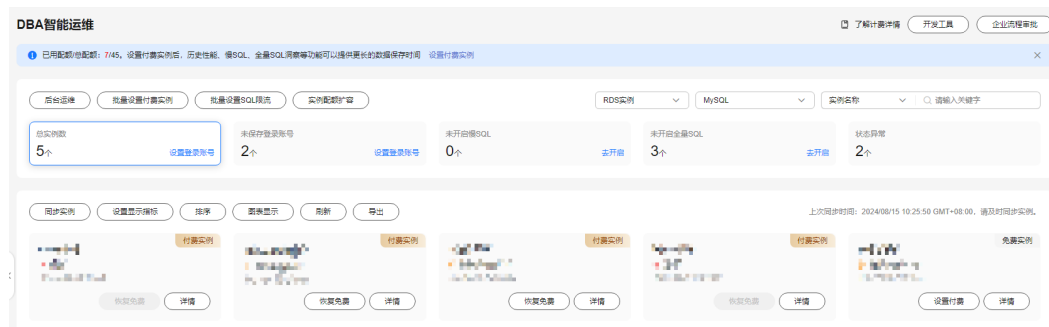 DBA智能运维 了解计费详情 开发工具 企业流程审批
已用配额/总配额：7/45。设置付费实例后，历史性能、慢SQL、全量SQL洞察等功能可以提供更长的数据保存时间 设置付费实例
后台运维 批量设置付费实例 批量设置SQL限流 实例配额扩容 RDS实例 MySQL 实例名称 请输入关键字
总实例数 未保存登录账号 未开启慢SQL 未开启全量SQL 状态异常
5个 设置登录账号 2个 设置登录账号 0个 去开启 3个 去开启 2个
同步实例 设置显示指标 排序 图表显示 刷新 导出 上次同步时间：2024/08/15 10:25:50 GMT+08:00，请及时同步实例。
付费实例 付费实例 付费实例 付费实例 免费实例
恢复免费 详情 恢复免费 详情 恢复免费 详情 恢复免费 详情 设置付费 详情